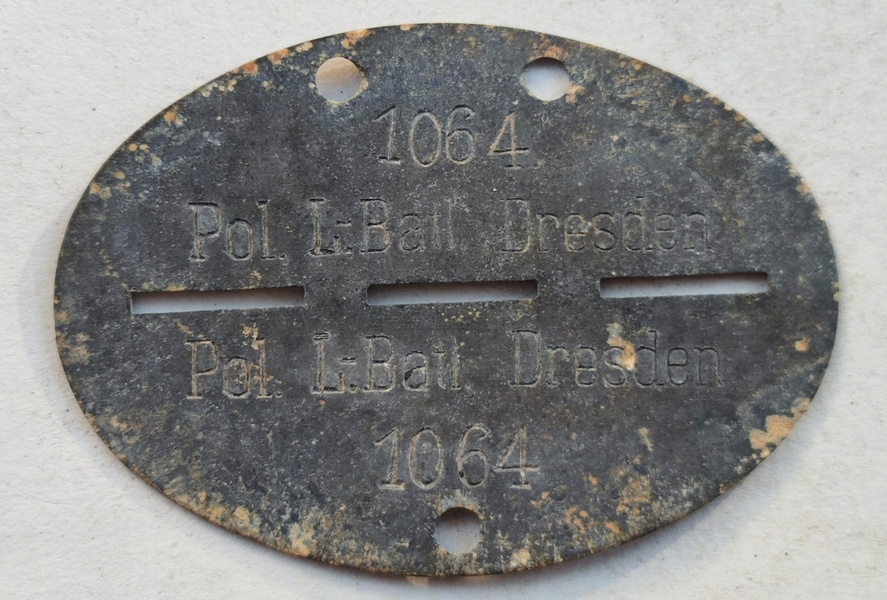 1064
Pol. L-Batl Dresden
Pol. L-Batl. Dresden
1064